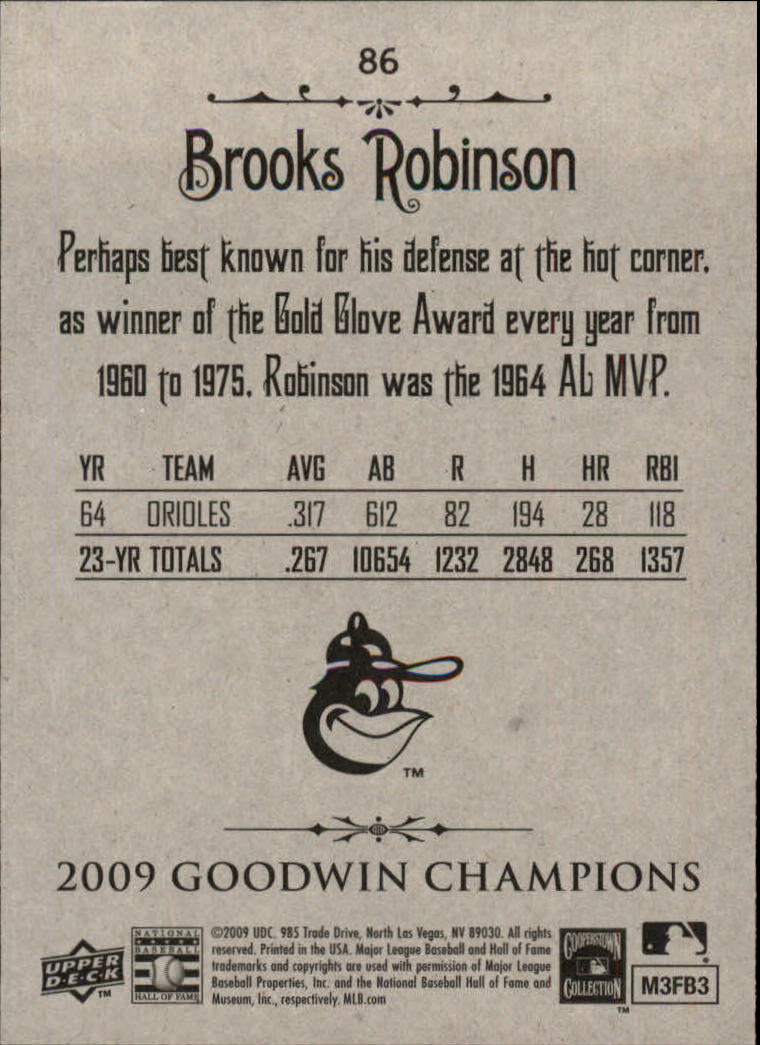 86
Brooks Robinson
Perhaps best known for his defense at the hot corner,
as winner of the Gold Glove Award every year from
1960 to 1975, Robinson was the 1964 AL MVP.
YR TEAM AVG AB R H HR RBI
64 ORIOLES .317 612 82 194 28 118
23-YR TOTALS .267 10654 1232 2848 268 1357
TM
2009 GOODWIN CHAMPIONS
UPPER
D·E·C·K
TM
NATIONAL
BASEBALL
HALL OF FAME
©2009 UDC. 985 Trade Drive, North Las Vegas, NV 89030. All rights
reserved. Printed in the USA. Major League Baseball and Hall of Fame
trademarks and copyrights are used with permission of Major League
Baseball Properties, Inc. and the National Baseball Hall of Fame and
Museum, Inc., respectively. MLB.com
COOPERSTOWN
COLLECTION
TM
M3FB3